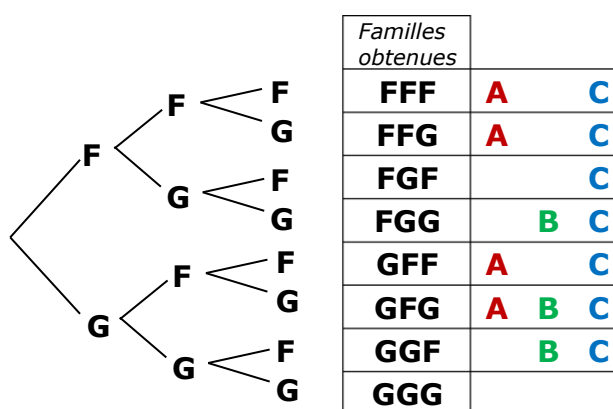 Familles
obtenues
F FFF A C
F
G FFG A C
F
F FGF C
G
G FGG B C
F GFF A C
F
G GFG A B C
G
F GGF B C
G
G GGG